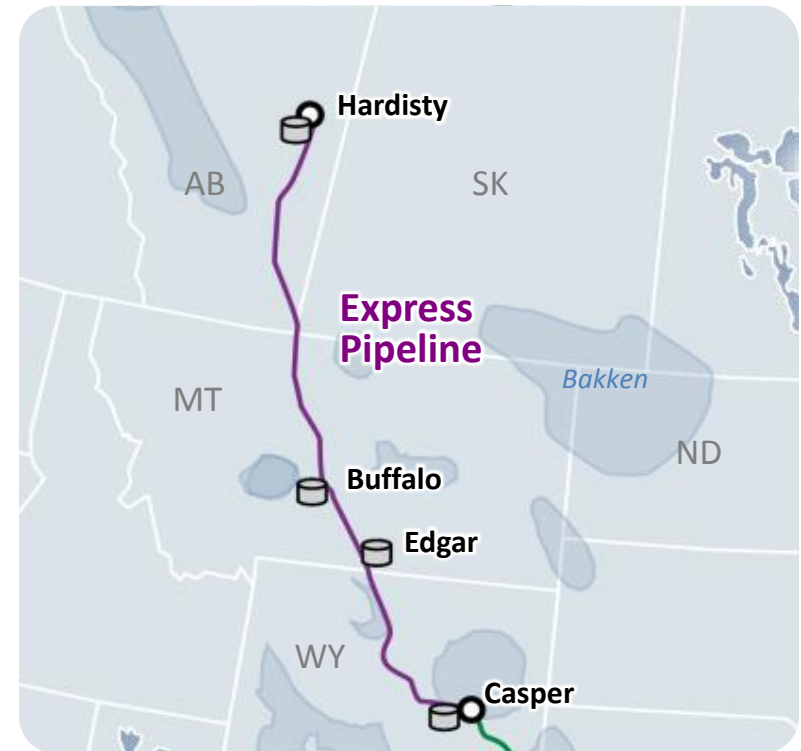 Hardisty
AB
SK
Express
Pipeline
Bakken
MT
ND
Buffalo
Edgar
WY
Casper